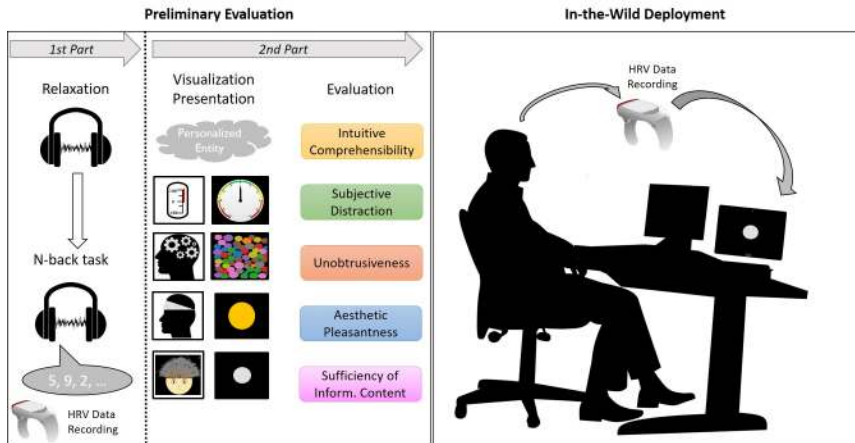 Preliminary Evaluation
In-the-Wild Deployment
1st Part
2nd Part
Relaxation
N-back task
5, 9, 2, ...
HRV Data
Recording
Visualization
Presentation
Personalized
Entity
Evaluation
Intuitive
Comprehensibility
Subjective
Distraction
Unobtrusiveness
Aesthetic
Pleasantness
Sufficiency of
Inform. Content
HRV Data
Recording